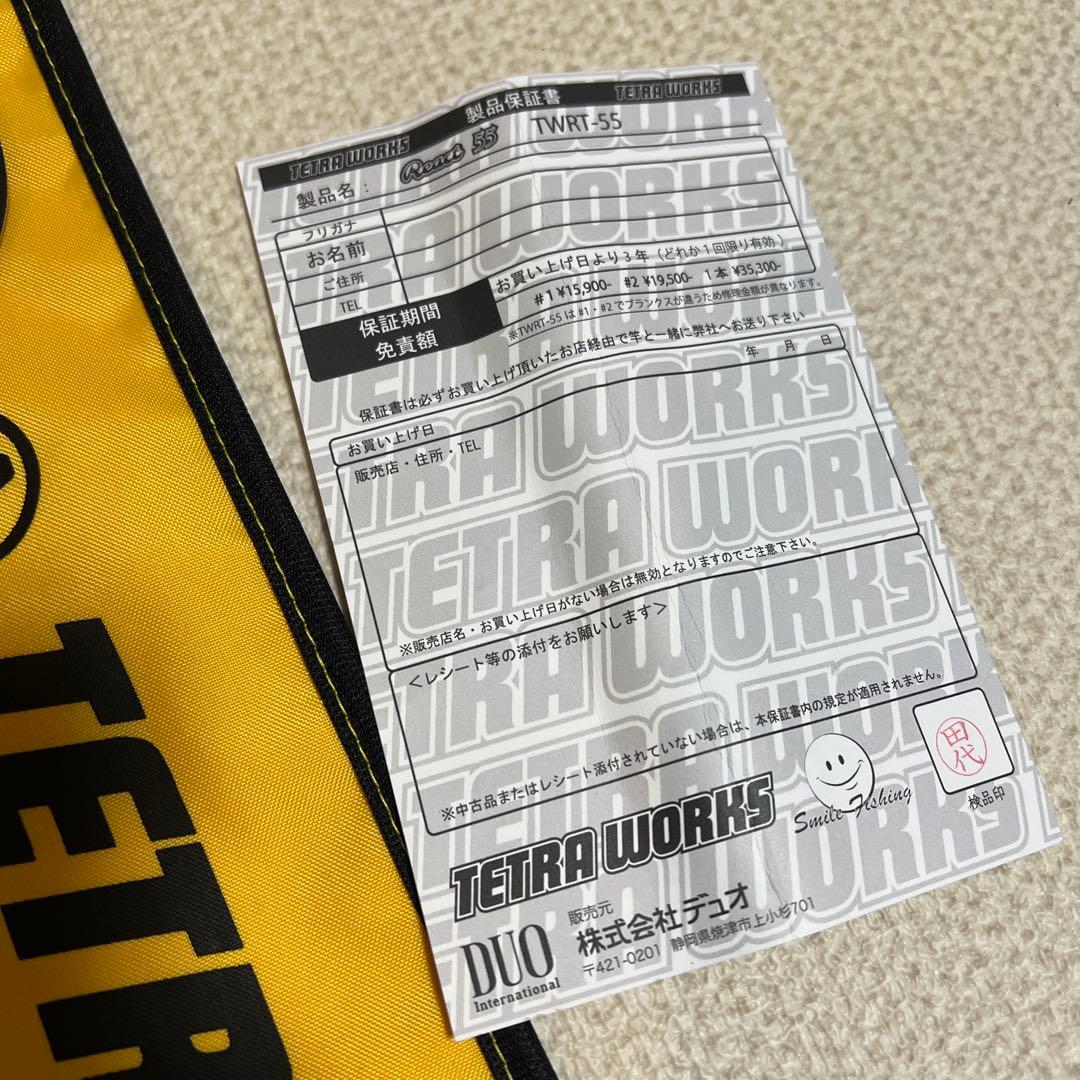 TETRA WORKS 製品保証書 TETRA WORKS
製品名： React 55 TWRT-55
フリガナ
お名前
ご住所
TEL
保証期間
免責額
お買い上げ日より3年（どれか1回限り有効）
#1 ¥15,900- #2 ¥19,500- 1本 ¥35,300-
※TWRT-55は#1・#2でブランクスが違うため修理金額が異なります。
保証書は必ずお買い上げ頂いたお店経由で竿と一緒に弊社へお送り下さい
お買い上げ日 年 月 日
販売店・住所・TEL
※販売店名・お買い上げ日がない場合は無効となりますのでご注意下さい。
＜レシート等の添付をお願いします＞
※中古品またはレシート添付されていない場合は、本保証書内の規定が適用されません。
TETRA WORKS
Smile Fishing
田代
検品印
DUO
International
販売元
株式会社デュオ
〒421-0201 静岡県焼津市上小杉701
TETR